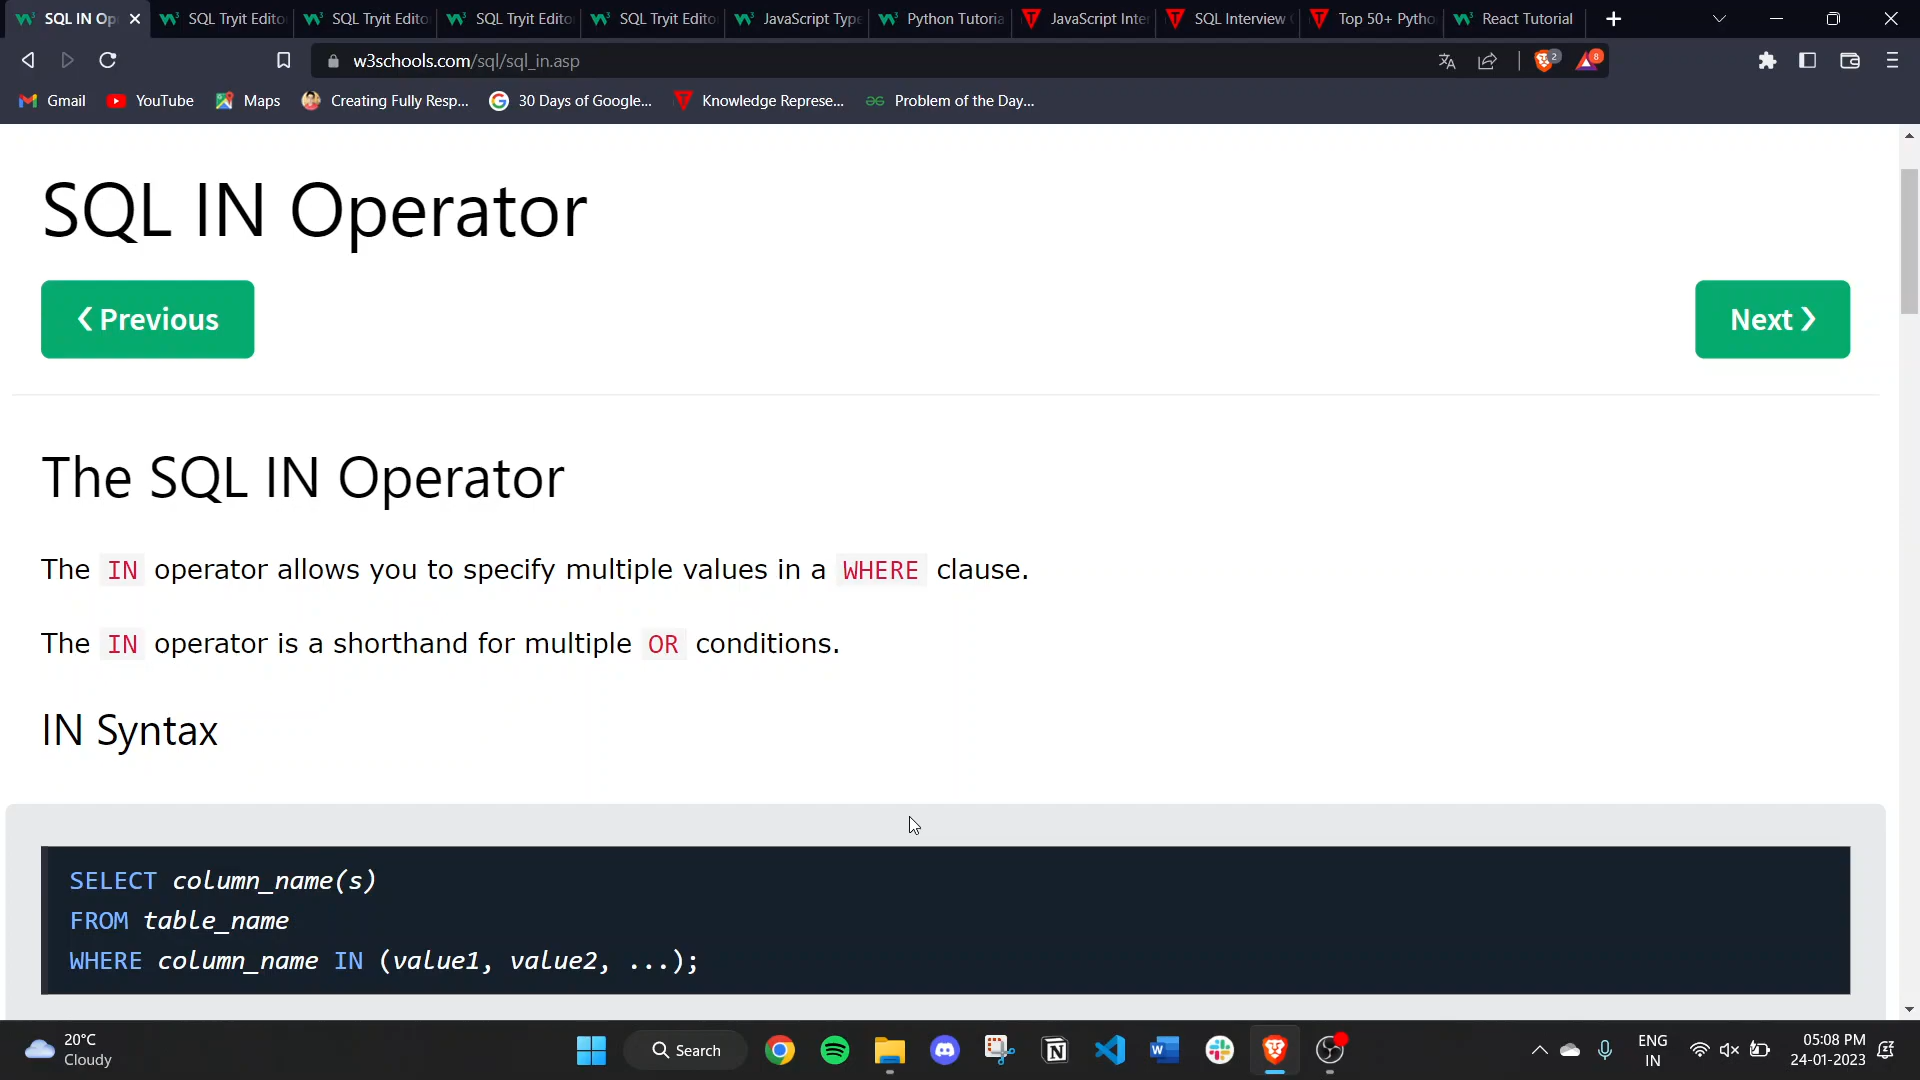 SQL IN Op
SQL Tryit Edito
SQL Tryit Edito
SQL Tryit Edito
SQL Tryit Edito
JavaScript Type
Python Tutoria
JavaScript Inte
SQL Interview
Top 50+ Pytho
React Tutorial
w3schools.com/sql/sql_in.asp
2
8
Gmail
YouTube
Maps
Creating Fully Resp...
30 Days of Google...
Knowledge Represe...
Problem of the Day...
SQL IN Operator
❮ Previous
Next ❯
The SQL IN Operator
The IN operator allows you to specify multiple values in a WHERE clause.
The IN operator is a shorthand for multiple OR conditions.
IN Syntax
SELECT column_name(s)
FROM table_name
WHERE column_name IN (value1, value2, ...);
20°C
Cloudy
Search
ENG
IN
05:08 PM
24-01-2023